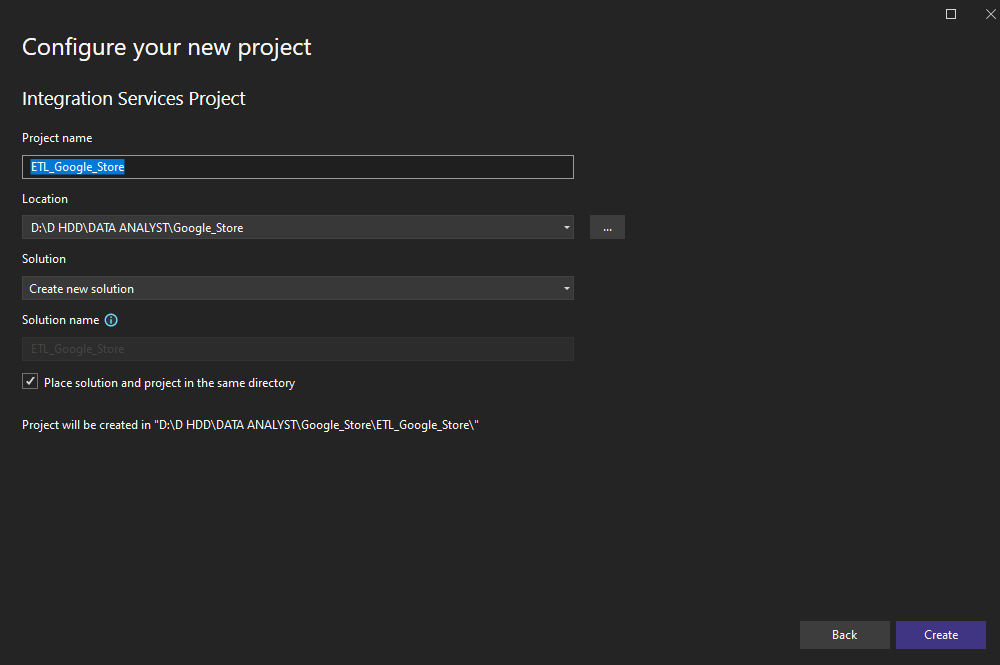 Configure your new project
Integration Services Project
Project name
ETL_Google_Store
Location
D:\D HDD\DATA ANALYST\Google_Store
...
Solution
Create new solution
Solution name
ETL_Google_Store
Place solution and project in the same directory
Project will be created in "D:\D HDD\DATA ANALYST\Google_Store\ETL_Google_Store\"
Back
Create